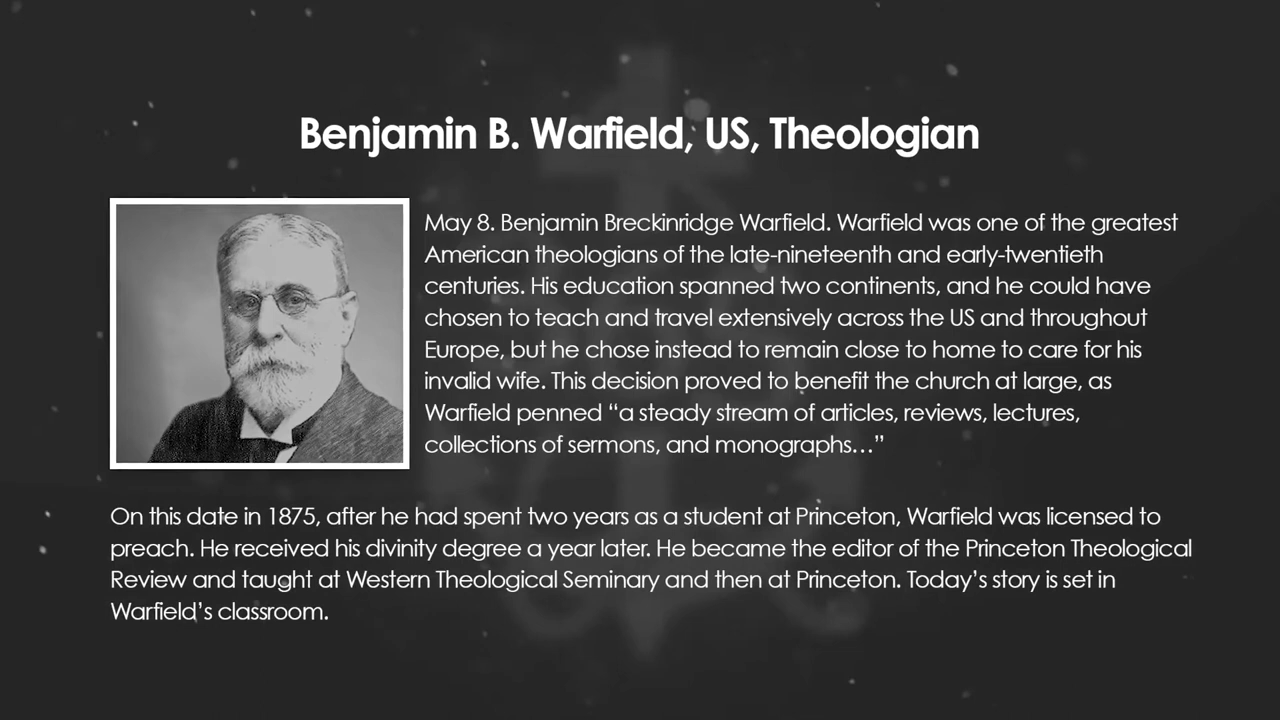 Benjamin B. Warfield, US, Theologian
May 8. Benjamin Breckinridge Warfield. Warfield was one of the greatest
American theologians of the late-nineteenth and early-twentieth
centuries. His education spanned two continents, and he could have
chosen to teach and travel extensively across the US and throughout
Europe, but he chose instead to remain close to home to care for his
invalid wife. This decision proved to benefit the church at large, as
Warfield penned “a steady stream of articles, reviews, lectures,
collections of sermons, and monographs…”
On this date in 1875, after he had spent two years as a student at Princeton, Warfield was licensed to
preach. He received his divinity degree a year later. He became the editor of the Princeton Theological
Review and taught at Western Theological Seminary and then at Princeton. Today’s story is set in
Warfield’s classroom.